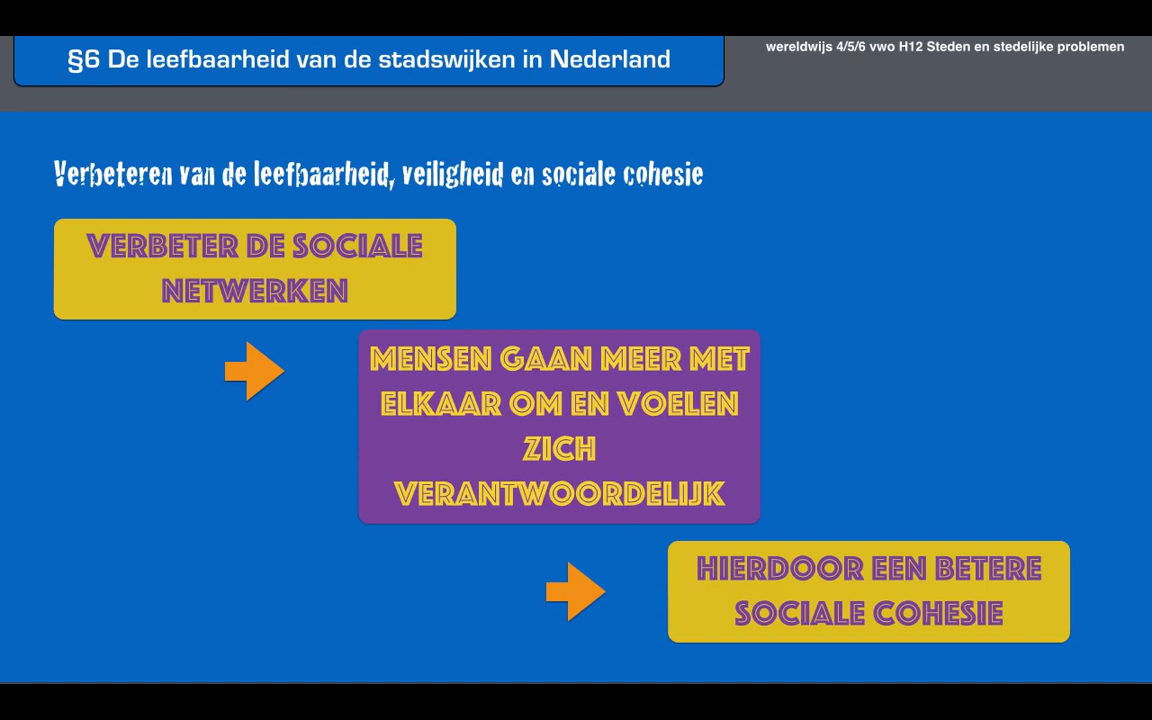 §6 De leefbaarheid van de stadswijken in Nederland
wereldwijs 4/5/6 vwo H12 Steden en stedelijke problemen
Verbeteren van de leefbaarheid, veiligheid en sociale cohesie
VERBETER DE SOCIALE
NETWERKEN
MENSEN GAAN MEER MET
ELKAAR OM EN VOELEN
ZICH
VERANTWOORDELIJK
HIERDOOR EEN BETERE
SOCIALE COHESIE